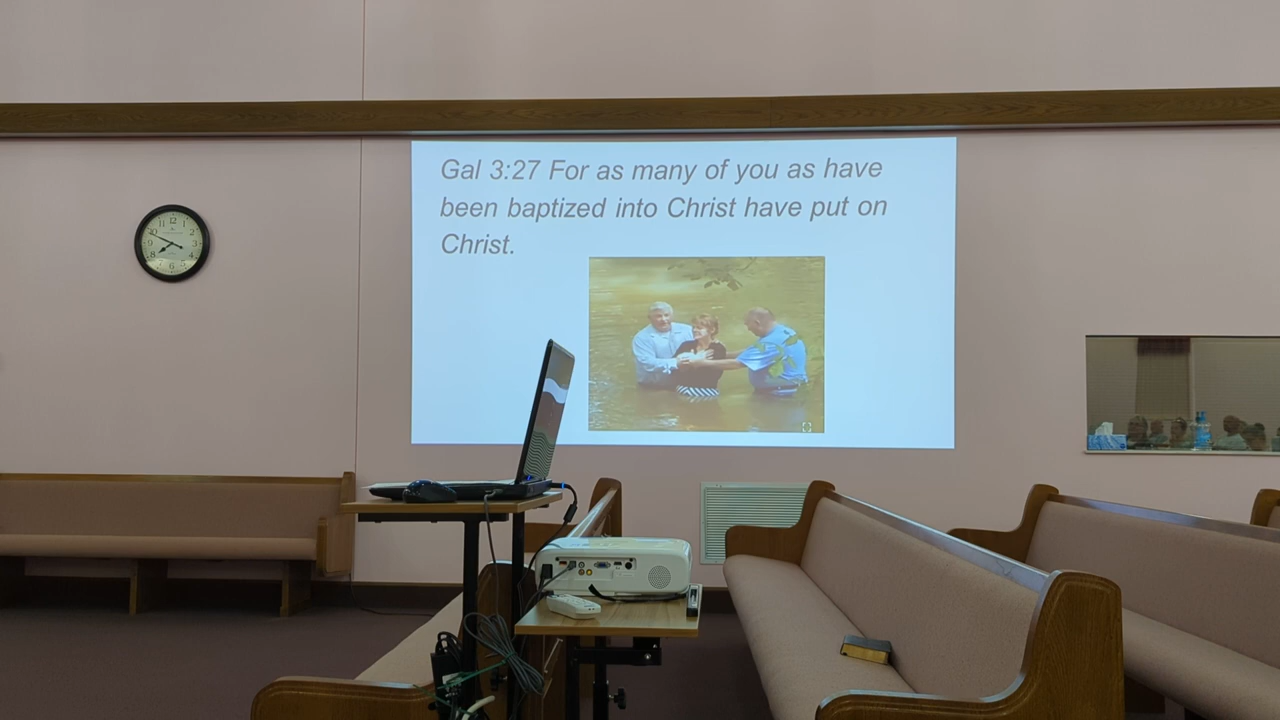 Gal 3:27 For as many of you as have
been baptized into Christ have put on
Christ.